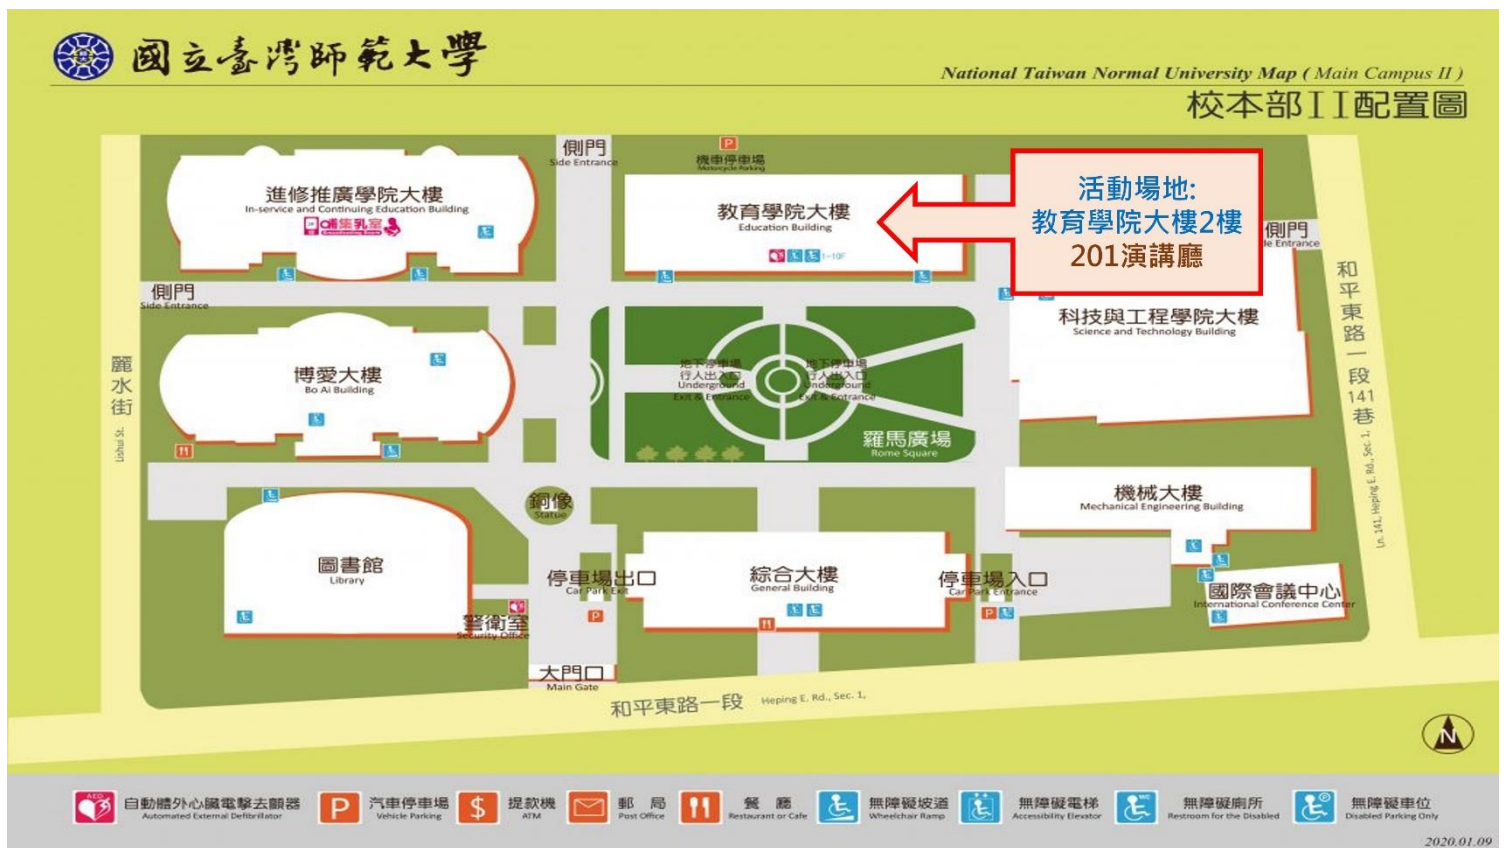 國立臺灣師範大學
National Taiwan Normal University Map ( Main Campus II )
校本部II配置圖
側門
Side Entrance
P
機車停車場
Motorcycle Parking
進修推廣學院大樓
In-service and Continuing Education Building
哺集乳室
教育學院大樓
Education Building
1~10F
活動場地:
教育學院大樓2樓
201演講廳
側門
de Entrance
側門
Side Entrance
科技與工程學院大樓
Science and Technology Building
和平東路一段141巷
Ln. 141, Heping E. Rd., Sec. 1,
麗水街
Lishui St.
博愛大樓
Bo Ai Building
地下停車場
行人出入口
Underground
Exit & Entrance
地下停車場
行人出入口
Underground
Exit & Entrance
羅馬廣場
Rome Square
銅像
Statue
機械大樓
Mechanical Engineering Building
圖書館
Library
停車場出口
Car Park Exit
P
綜合大樓
General Building
停車場入口
Car Park Entrance
P
國際會議中心
International Conference Center
警衛室
Security Office
大門口
Main Gate
和平東路一段
Heping E. Rd., Sec. 1,
N
AED
自動體外心臟電擊去顫器
Automated External Defibrillator
P
汽車停車場
Vehicle Parking
$
提款機
ATM
郵 局
Post Office
餐 廳
Restaurant or Cafe
無障礙坡道
Wheelchair Ramp
無障礙電梯
Accessibility Elevator
WC
無障礙廁所
Restroom for the Disabled
P
無障礙車位
Disabled Parking Only
2020.01.09